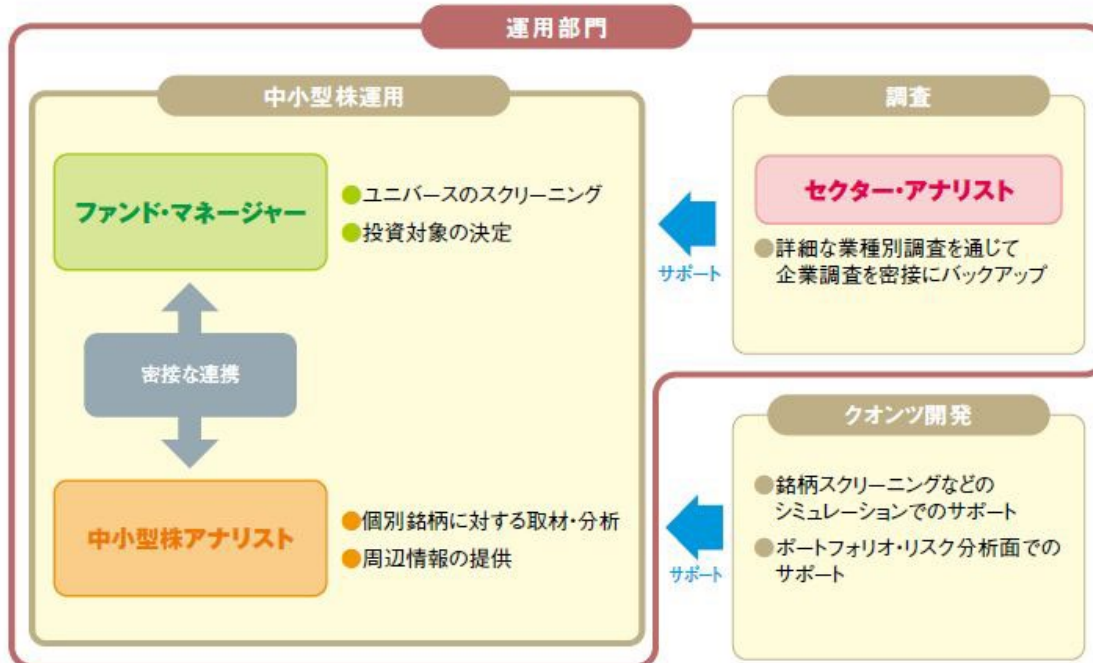 運用部門
中小型株運用
ファンド・マネージャー
●ユニバースのスクリーニング
●投資対象の決定
密接な連携
中小型株アナリスト
●個別銘柄に対する取材・分析
●周辺情報の提供
サポート
調査
セクター・アナリスト
●詳細な業種別調査を通じて
企業調査を密接にバックアップ
サポート
クオンツ開発
●銘柄スクリーニングなどの
シミュレーションでのサポート
●ポートフォリオ・リスク分析面での
サポート